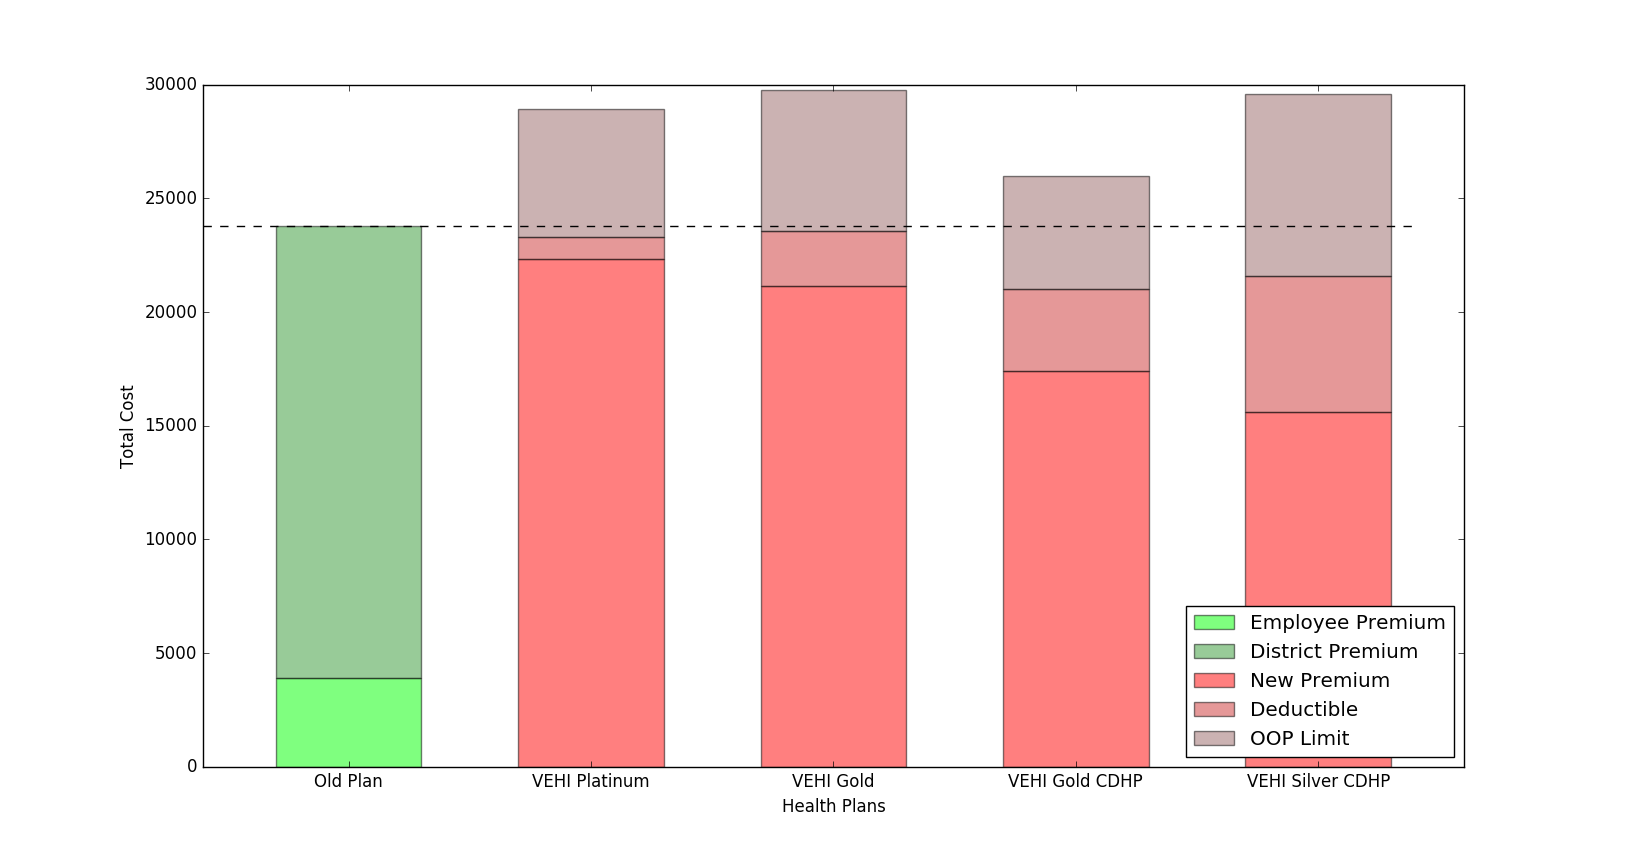 30000
25000
20000
15000
10000
5000
0
Total Cost
Old Plan
VEHI Platinum
VEHI Gold
VEHI Gold CDHP
VEHI Silver CDHP
Health Plans
Employee Premium
District Premium
New Premium
Deductible
OOP Limit